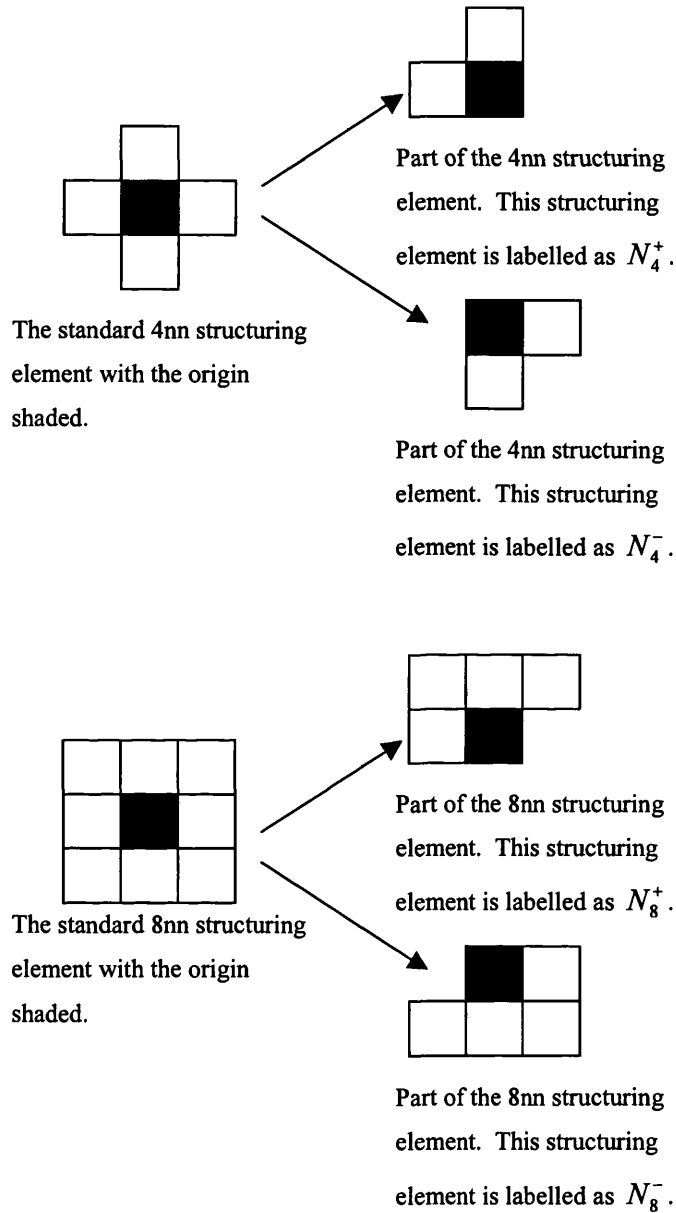 Part of the 4nn structuring
element. This structuring
element is labelled as N₄⁺.
The standard 4nn structuring
element with the origin
shaded.
Part of the 4nn structuring
element. This structuring
element is labelled as N₄⁻.
Part of the 8nn structuring
element. This structuring
element is labelled as N₈⁺.
The standard 8nn structuring
element with the origin
shaded.
Part of the 8nn structuring
element. This structuring
element is labelled as N₈⁻.